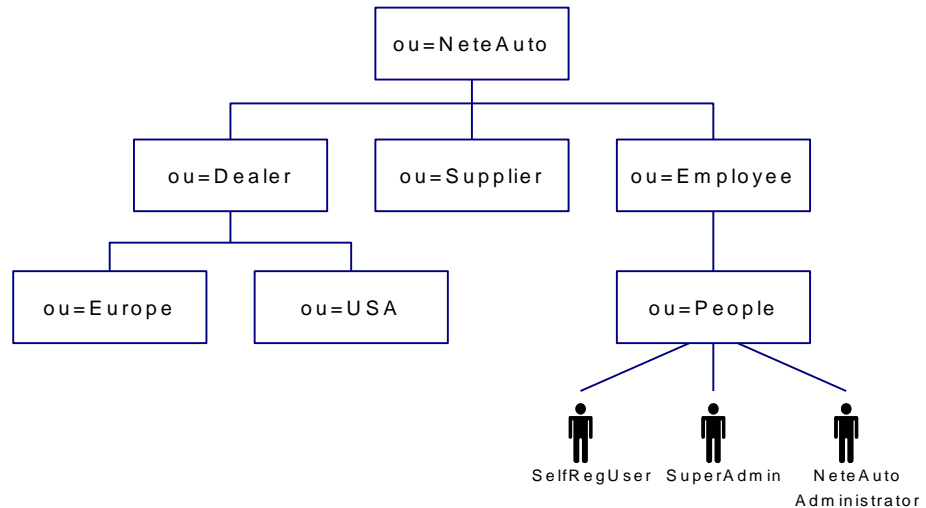 ou=NeteAuto
ou=Dealer
ou=Supplier
ou=Employee
ou=Europe
ou=USA
ou=People
SelfRegUser
SuperAdmin
NeteAuto
Administrator